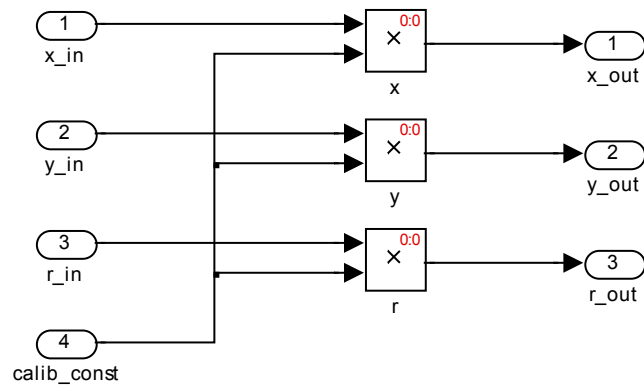 1
x_in
0:0
×
x
1
x_out
2
y_in
0:0
×
y
2
y_out
3
r_in
0:0
×
r
3
r_out
4
calib_const